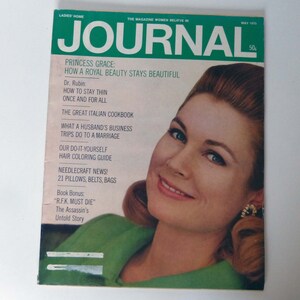 LADIES' HOME
THE MAGAZINE WOMEN BELIEVE IN
MAY 1970
JOURNAL
50¢
PRINCESS GRACE:
HOW A ROYAL BEAUTY STAYS BEAUTIFUL
Dr. Rubin:
HOW TO STAY THIN
ONCE AND FOR ALL
THE GREAT ITALIAN COOKBOOK
WHAT A HUSBAND'S BUSINESS
TRIPS DO TO A MARRIAGE
OUR DO-IT-YOURSELF
HAIR COLORING GUIDE
NEEDLECRAFT NEWS!
21 PILLOWS, BELTS, BAGS
Book Bonus:
"R.F.K. MUST DIE"
The Assassin's
Untold Story